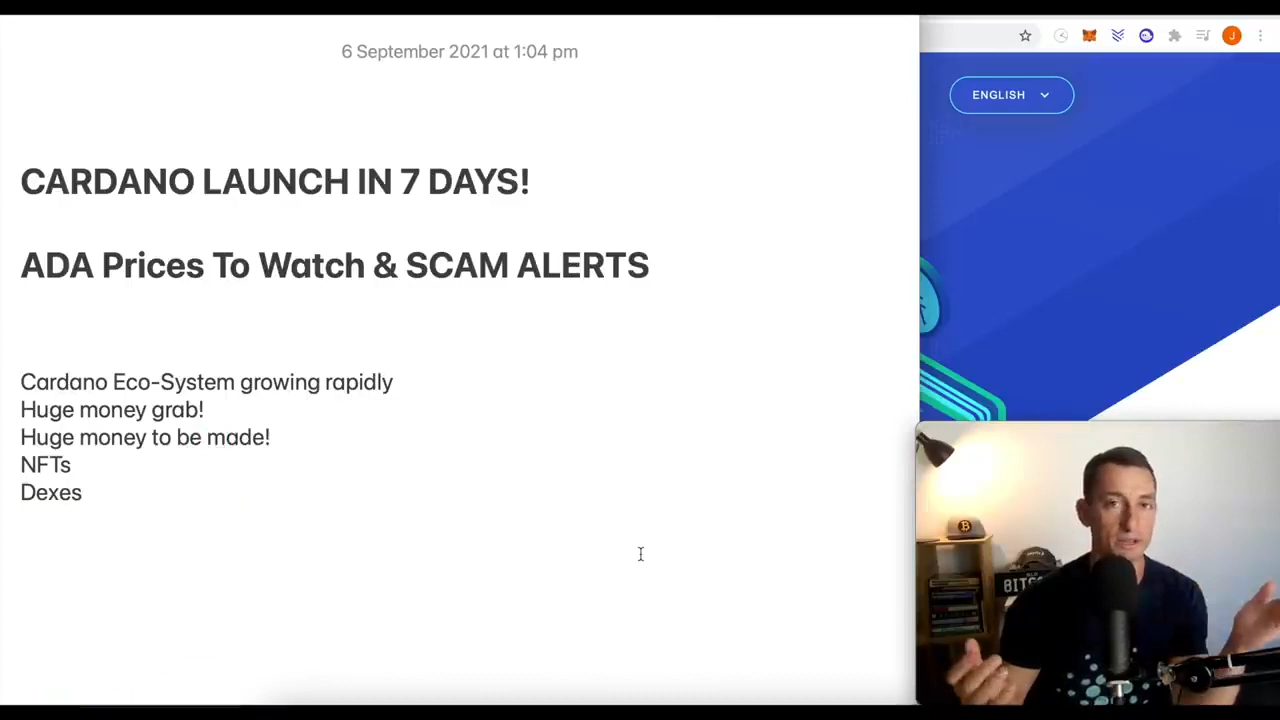 6 September 2021 at 1:04 pm
ENGLISH
J
CARDANO LAUNCH IN 7 DAYS!
ADA Prices To Watch & SCAM ALERTS
Cardano Eco-System growing rapidly
Huge money grab!
Huge money to be made!
NFTs
Dexes